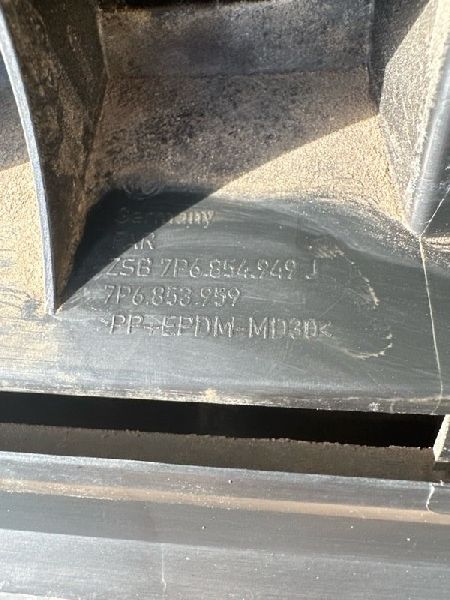 Germany
ZSB 7P6.854.949 J
7P6.853.959
>PP+EPDM-MD30<